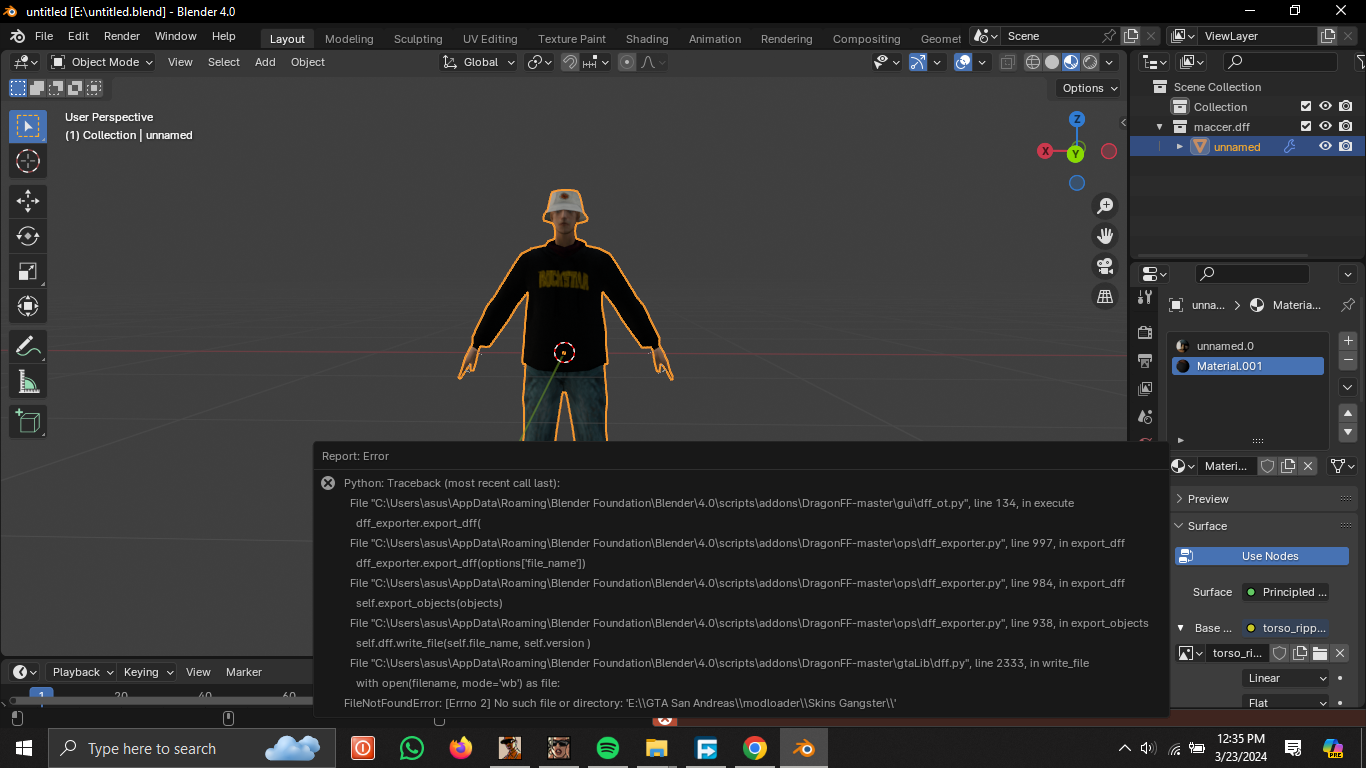 untitled [E:\untitled.blend] - Blender 4.0
File Edit Render Window Help
Layout Modeling Sculpting UV Editing Texture Paint Shading Animation Rendering Compositing Geomet
Scene
ViewLayer
Object Mode View Select Add Object
Global
Options
User Perspective
(1) Collection | unnamed
Z
X
Y
Scene Collection
Collection
maccer.dff
unnamed
unna...
Materia...
unnamed.0
Material.001
Materi...
Preview
Surface
Use Nodes
Surface Principled ...
Base ... torso_ripp...
torso_ri...
Linear
Flat
Report: Error
Python: Traceback (most recent call last):
File "C:\Users\asus\AppData\Roaming\Blender Foundation\Blender\4.0\scripts\addons\DragonFF-master\gui\dff_ot.py", line 134, in execute
dff_exporter.export_dff(
File "C:\Users\asus\AppData\Roaming\Blender Foundation\Blender\4.0\scripts\addons\DragonFF-master\ops\dff_exporter.py", line 997, in export_dff
dff_exporter.export_dff(options['file_name'])
File "C:\Users\asus\AppData\Roaming\Blender Foundation\Blender\4.0\scripts\addons\DragonFF-master\ops\dff_exporter.py", line 984, in export_dff
self.export_objects(objects)
File "C:\Users\asus\AppData\Roaming\Blender Foundation\Blender\4.0\scripts\addons\DragonFF-master\ops\dff_exporter.py", line 938, in export_objects
self.dff.write_file(self.file_name, self.version )
File "C:\Users\asus\AppData\Roaming\Blender Foundation\Blender\4.0\scripts\addons\DragonFF-master\gtaLib\dff.py", line 2333, in write_file
with open(filename, mode='wb') as file:
FileNotFoundError: [Errno 2] No such file or directory: 'E:\\GTA San Andreas\\modloader\\Skins Gangster\\'
Playback Keying View Marker
1 20 60
Type here to search
12:35 PM
3/23/2024
PRE